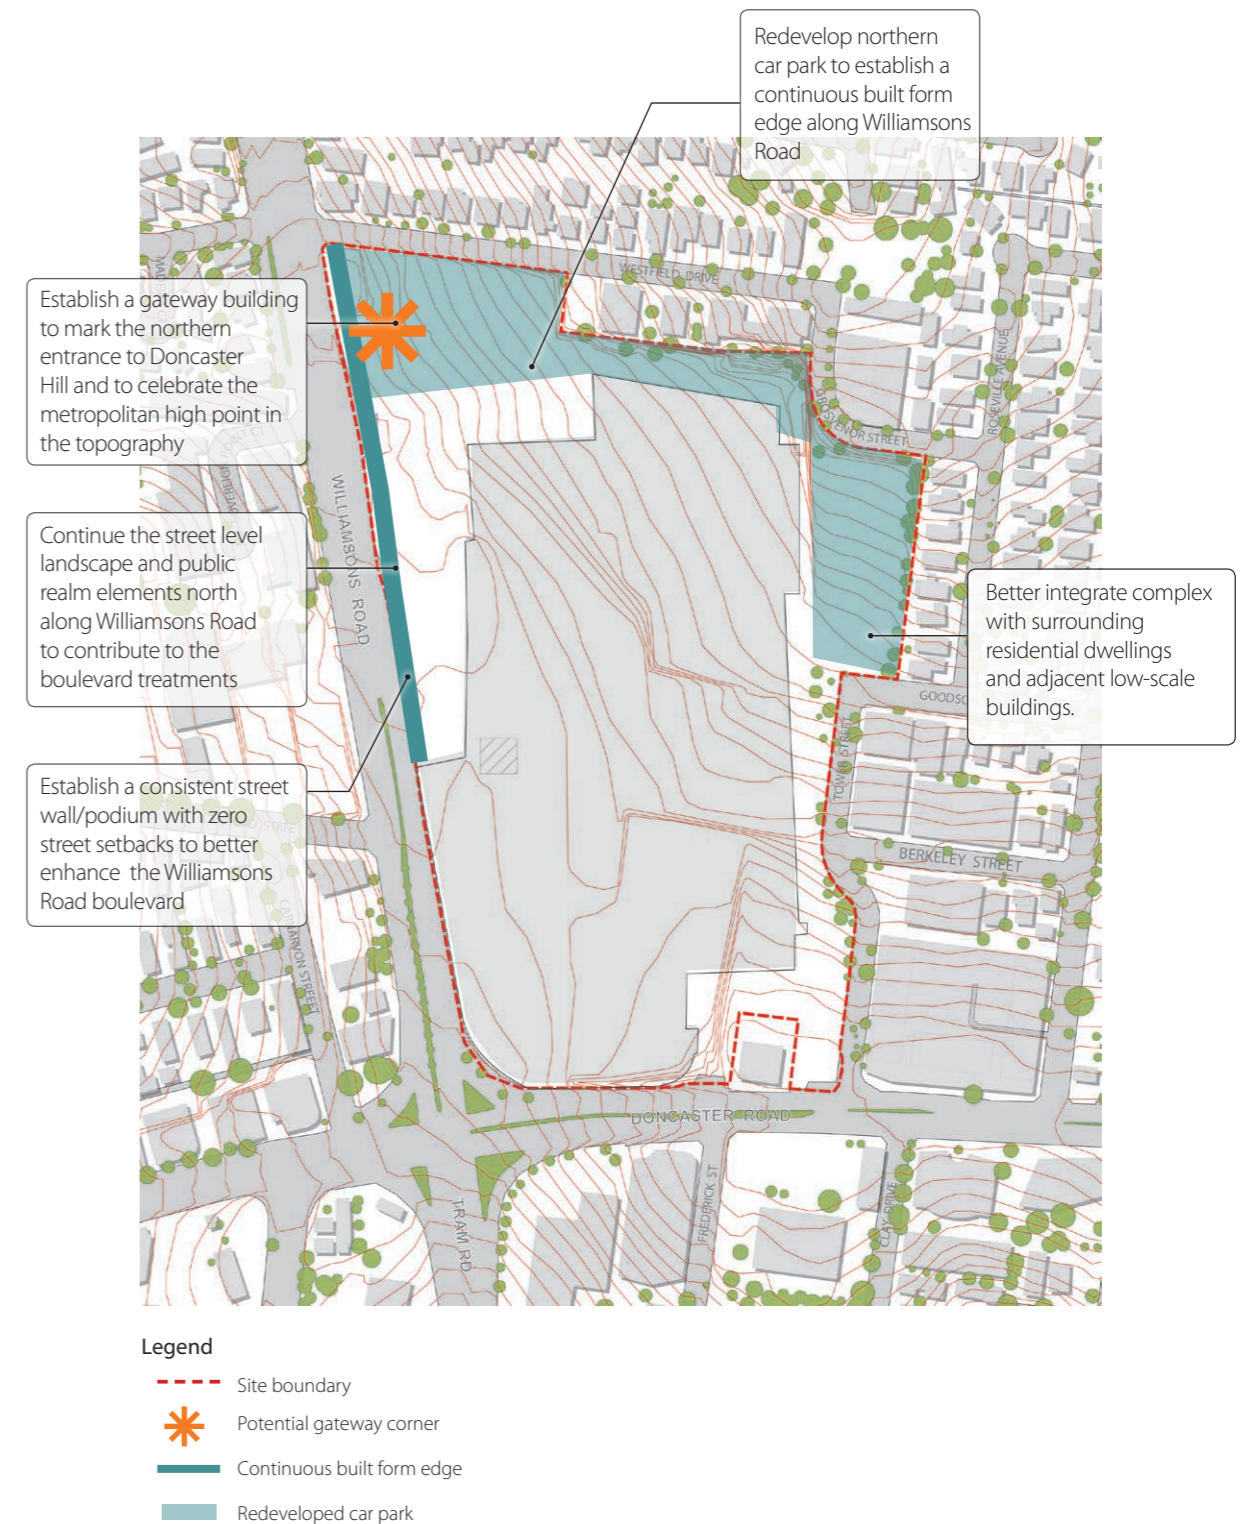 Redevelop northern
car park to establish a
continuous built form
edge along Williamsons
Road
Establish a gateway building
to mark the northern
entrance to Doncaster
Hill and to celebrate the
metropolitan high point in
the topography
Continue the street level
landscape and public
realm elements north
along Williamsons Road
to contribute to the
boulevard treatments
Establish a consistent street
wall/podium with zero
street setbacks to better
enhance the Williamsons
Road boulevard
Better integrate complex
with surrounding
residential dwellings
and adjacent low-scale
buildings.
WESTFIELD DRIVE
ROSEVILLE AVENUE
GROSVENOR STREET
WILLIAMSONS ROAD
GOODSO
TOWER STREET
BERKELEY STREET
CARNARVON STREET
DONCASTER ROAD
TRAM RD
FREDERICK ST
CLAY DRIVE
Legend
Site boundary
Potential gateway corner
Continuous built form edge
Redeveloped car park